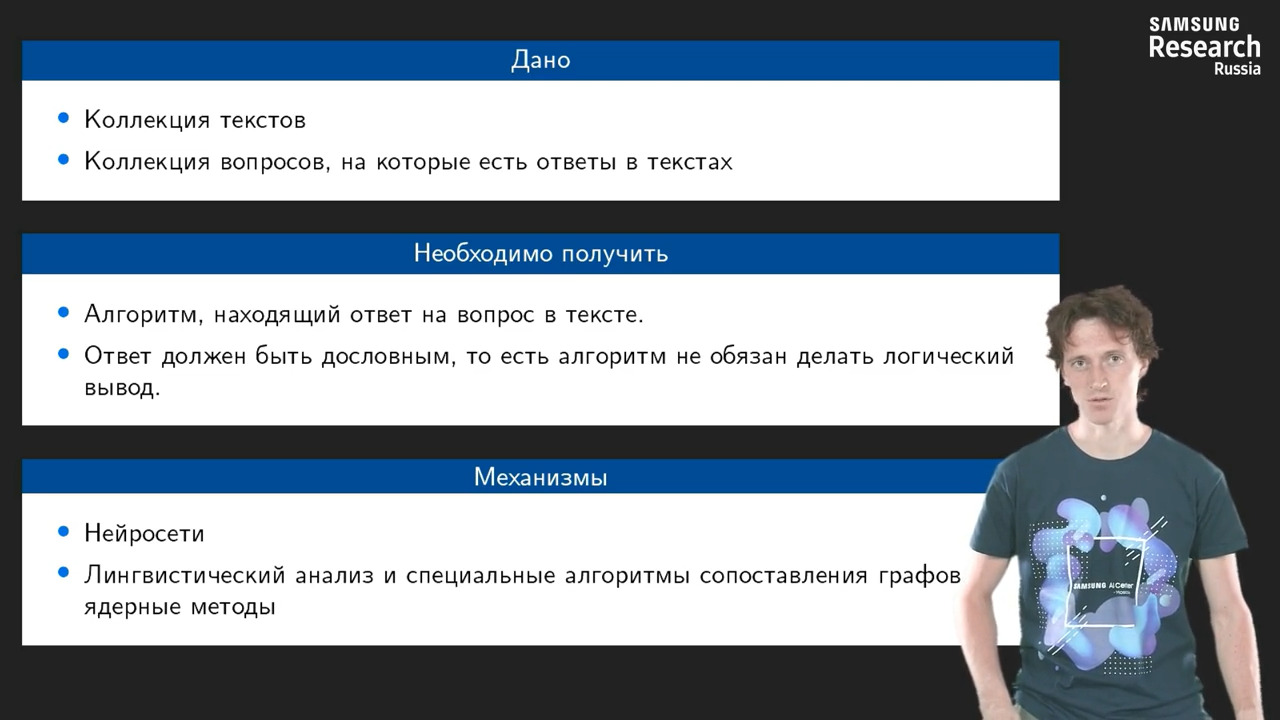 SAMSUNG
Research
Russia
Дано
Коллекция текстов
Коллекция вопросов, на которые есть ответы в текстах
Необходимо получить
Алгоритм, находящий ответ на вопрос в тексте.
Ответ должен быть дословным, то есть алгоритм не обязан делать логический
вывод.
Механизмы
Нейросети
Лингвистический анализ и специальные алгоритмы сопоставления графов
ядерные методы
SAMSUNG AI Center